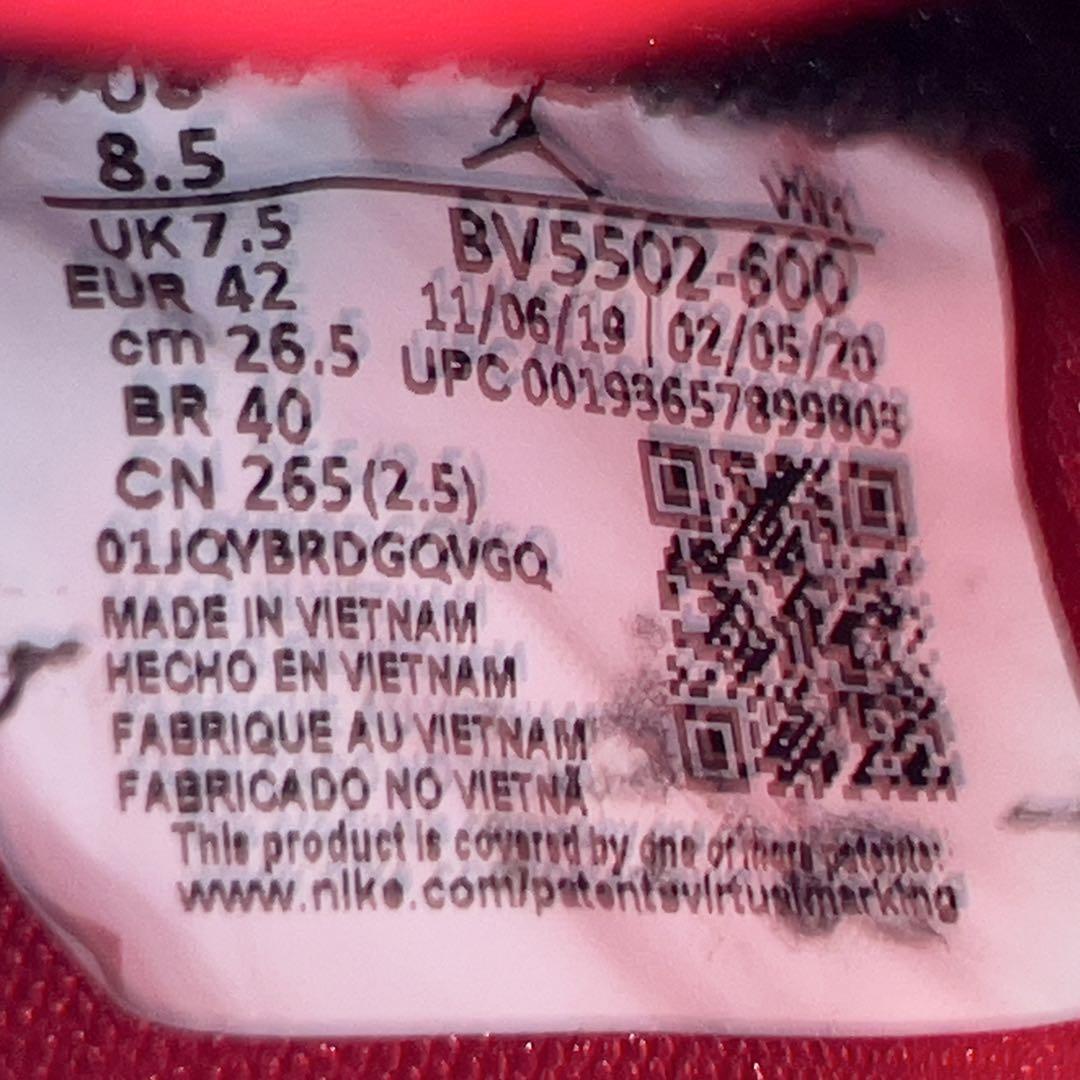 8.5
UK 7.5
EUR 42
cm 26.5
BR 40
CN 265(2.5)
BV5502-600
11/06/19 | 02/05/20
UPC 00193657899803
01JQYBRDGQVGQ
MADE IN VIETNAM
HECHO EN VIETNAM
FABRIQUE AU VIETNAM
FABRICADO NO VIETNÃ
This product is covered by one of more patents:
www.nike.com/patentsvirtualmarking